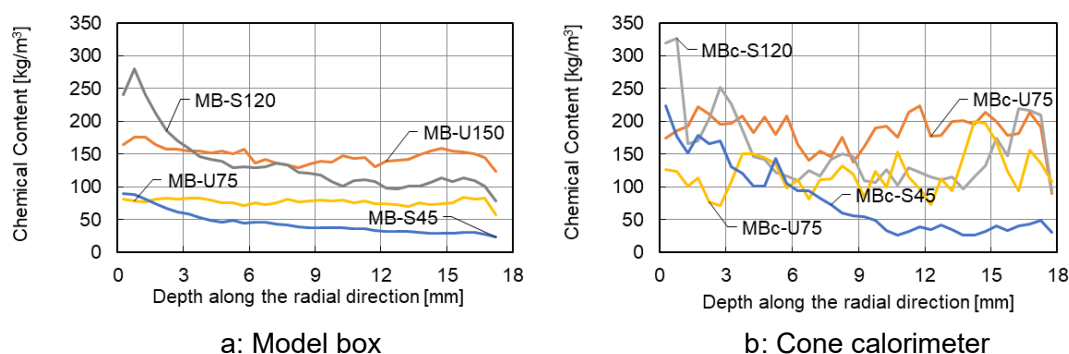 350
300
250
200
150
100
50
0
Chemical Content [kg/m³]
MB-S120
MB-U150
MB-U75
MB-S45
0 3 6 9 12 15 18
Depth along the radial direction [mm]
a: Model box
350
300
250
200
150
100
50
0
Chemical Content [kg/m³]
MBc-S120
MBc-U75
MBc-S45
MBc-U75
0 3 6 9 12 15 18
Depth along the radial direction [mm]
b: Cone calorimeter